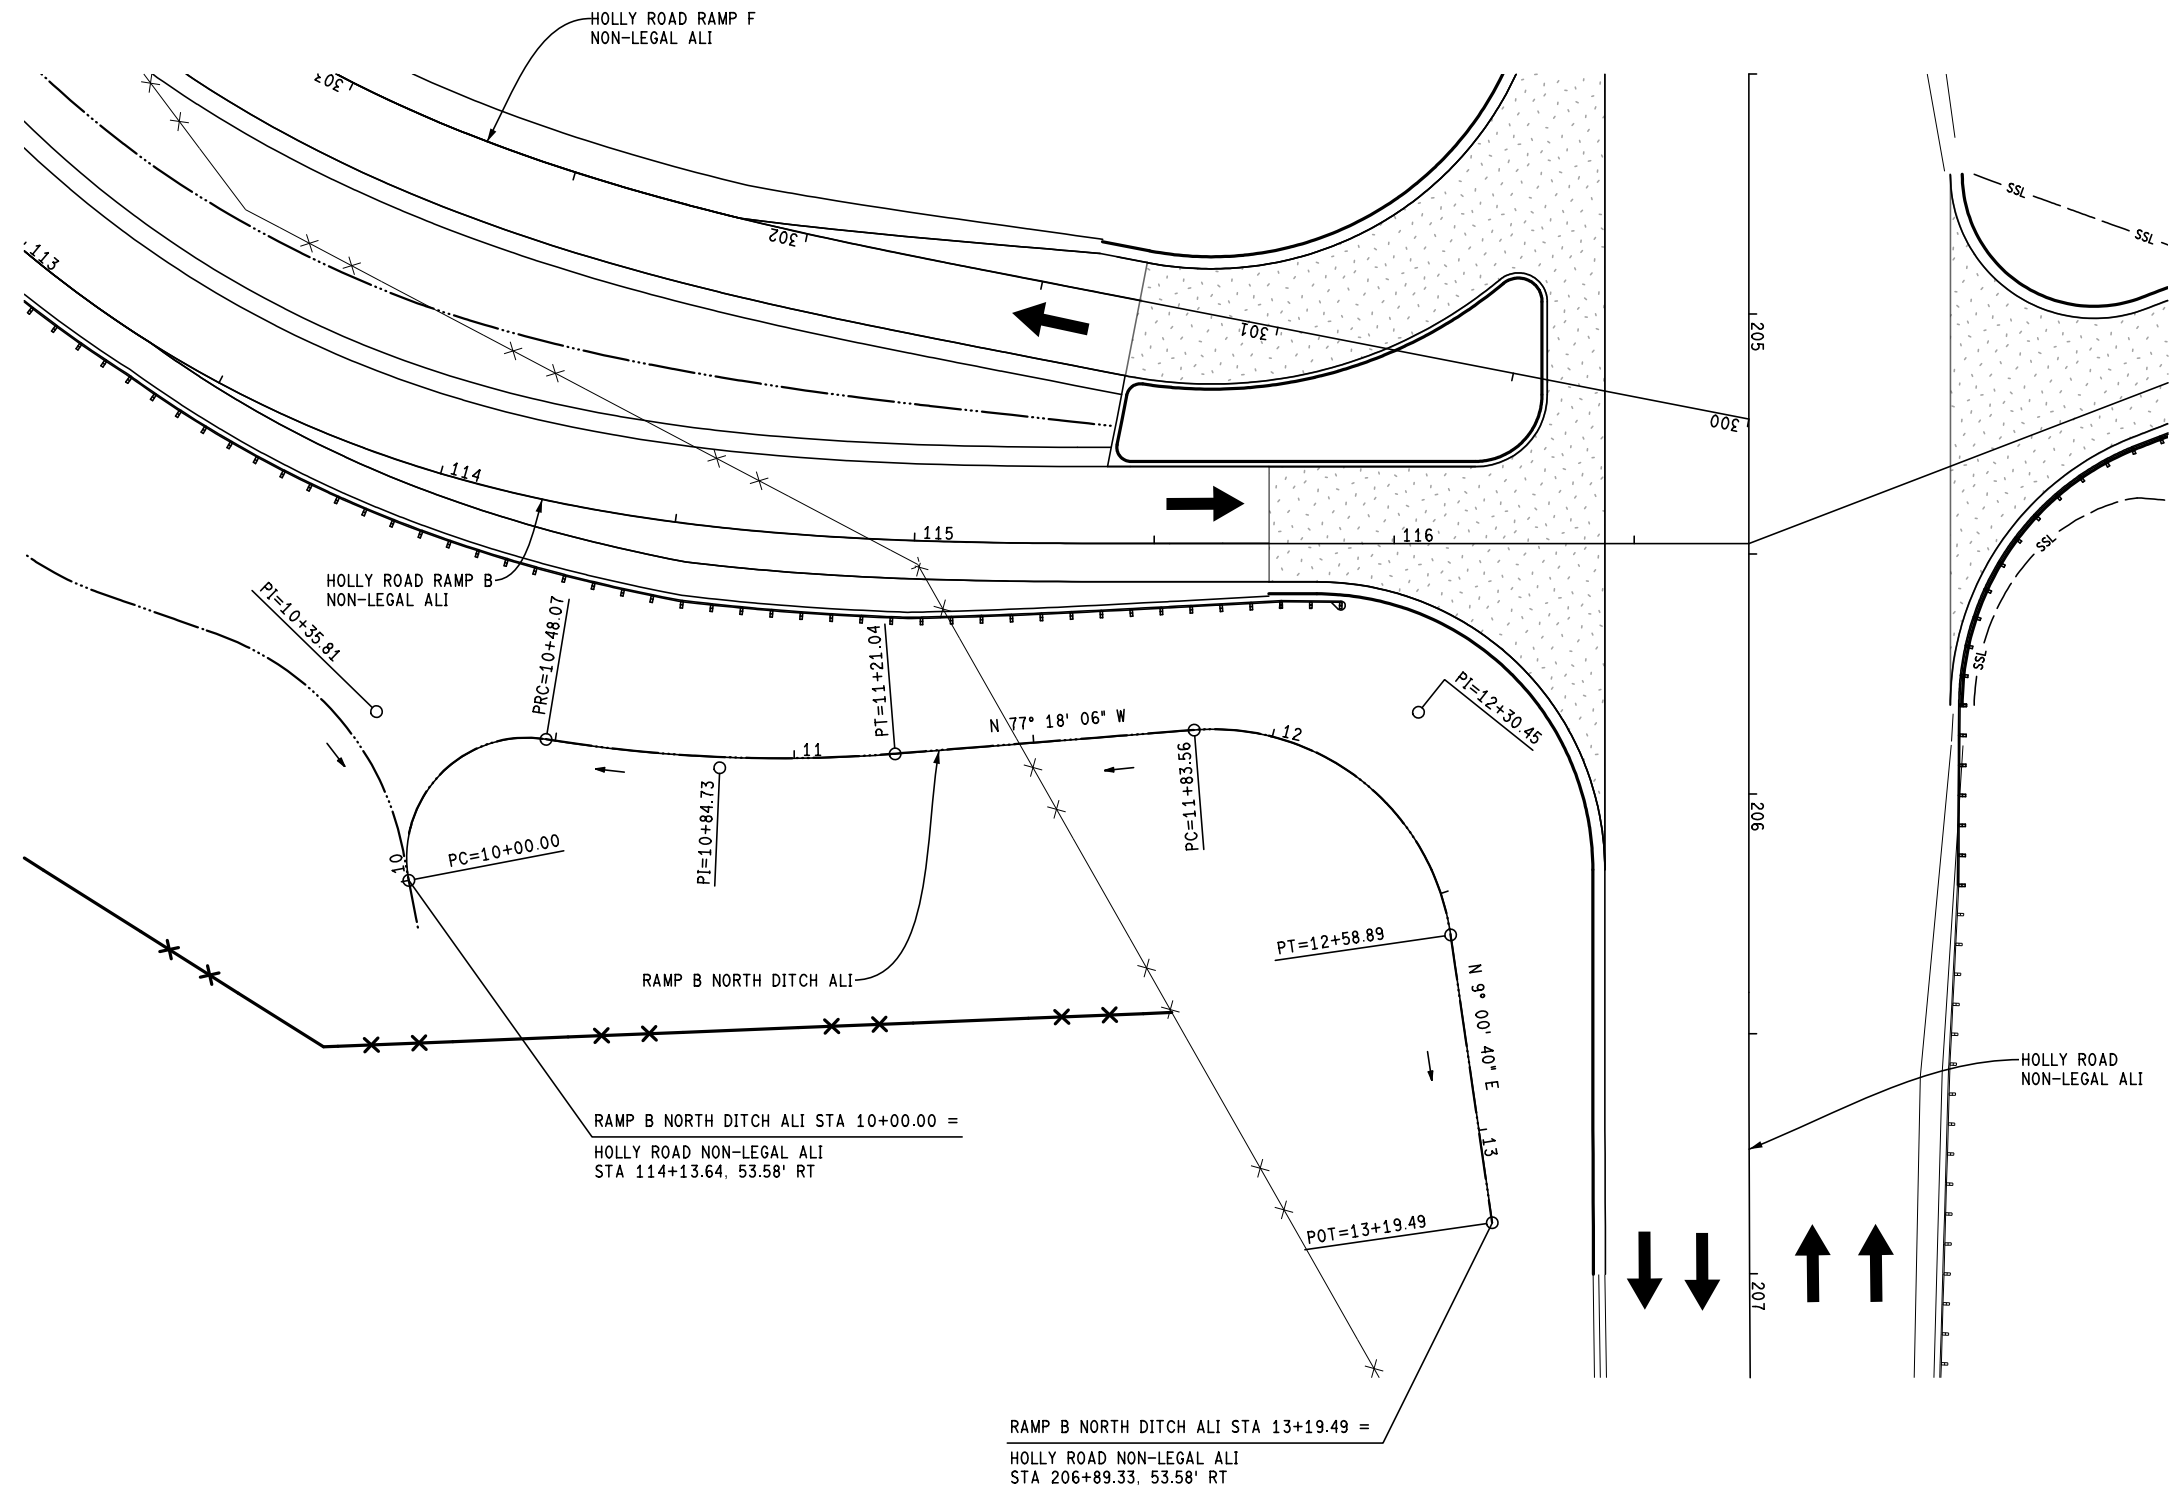 HOLLY ROAD RAMP F
NON-LEGAL ALI
303
302
301
300
SSL
SSL
205
113
114
115
116
HOLLY ROAD RAMP B
NON-LEGAL ALI
SSL
SSL
PI=10+35.81
PRC=10+48.07
PT=11+21.04
N 77° 18' 06" W
PI=12+30.45
11
12
PI=10+84.73
PC=11+83.56
206
10
PC=10+00.00
PT=12+58.89
RAMP B NORTH DITCH ALI
N 9° 00' 40" E
HOLLY ROAD
NON-LEGAL ALI
RAMP B NORTH DITCH ALI STA 10+00.00 =
HOLLY ROAD NON-LEGAL ALI
STA 114+13.64, 53.58' RT
13
POT=13+19.49
207
RAMP B NORTH DITCH ALI STA 13+19.49 =
HOLLY ROAD NON-LEGAL ALI
STA 206+89.33, 53.58' RT